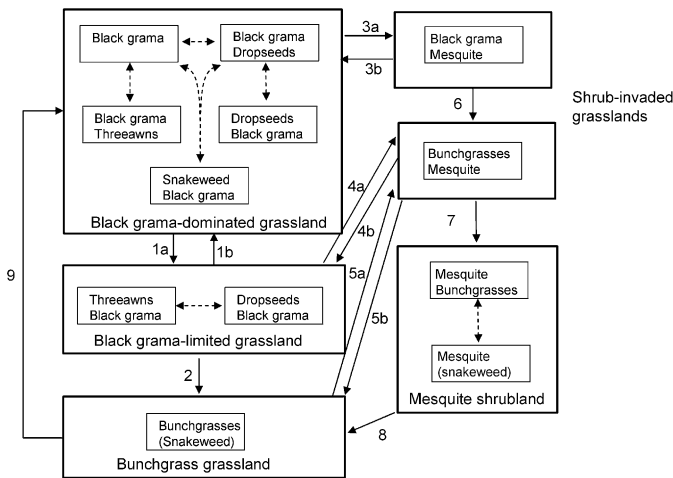 Black grama
Black grama
Dropseeds
Black grama
Threeawns
Dropseeds
Black grama
Snakeweed
Black grama
Black grama-dominated grassland
3a
3b
Black grama
Mesquite
6
Shrub-invaded
grasslands
Bunchgrasses
Mesquite
4a
4b
1a
1b
9
5a
5b
7
Threeawns
Black grama
Dropseeds
Black grama
Black grama-limited grassland
Mesquite
Bunchgrasses
Mesquite
(snakeweed)
Mesquite shrubland
2
8
Bunchgrasses
(Snakeweed)
Bunchgrass grassland